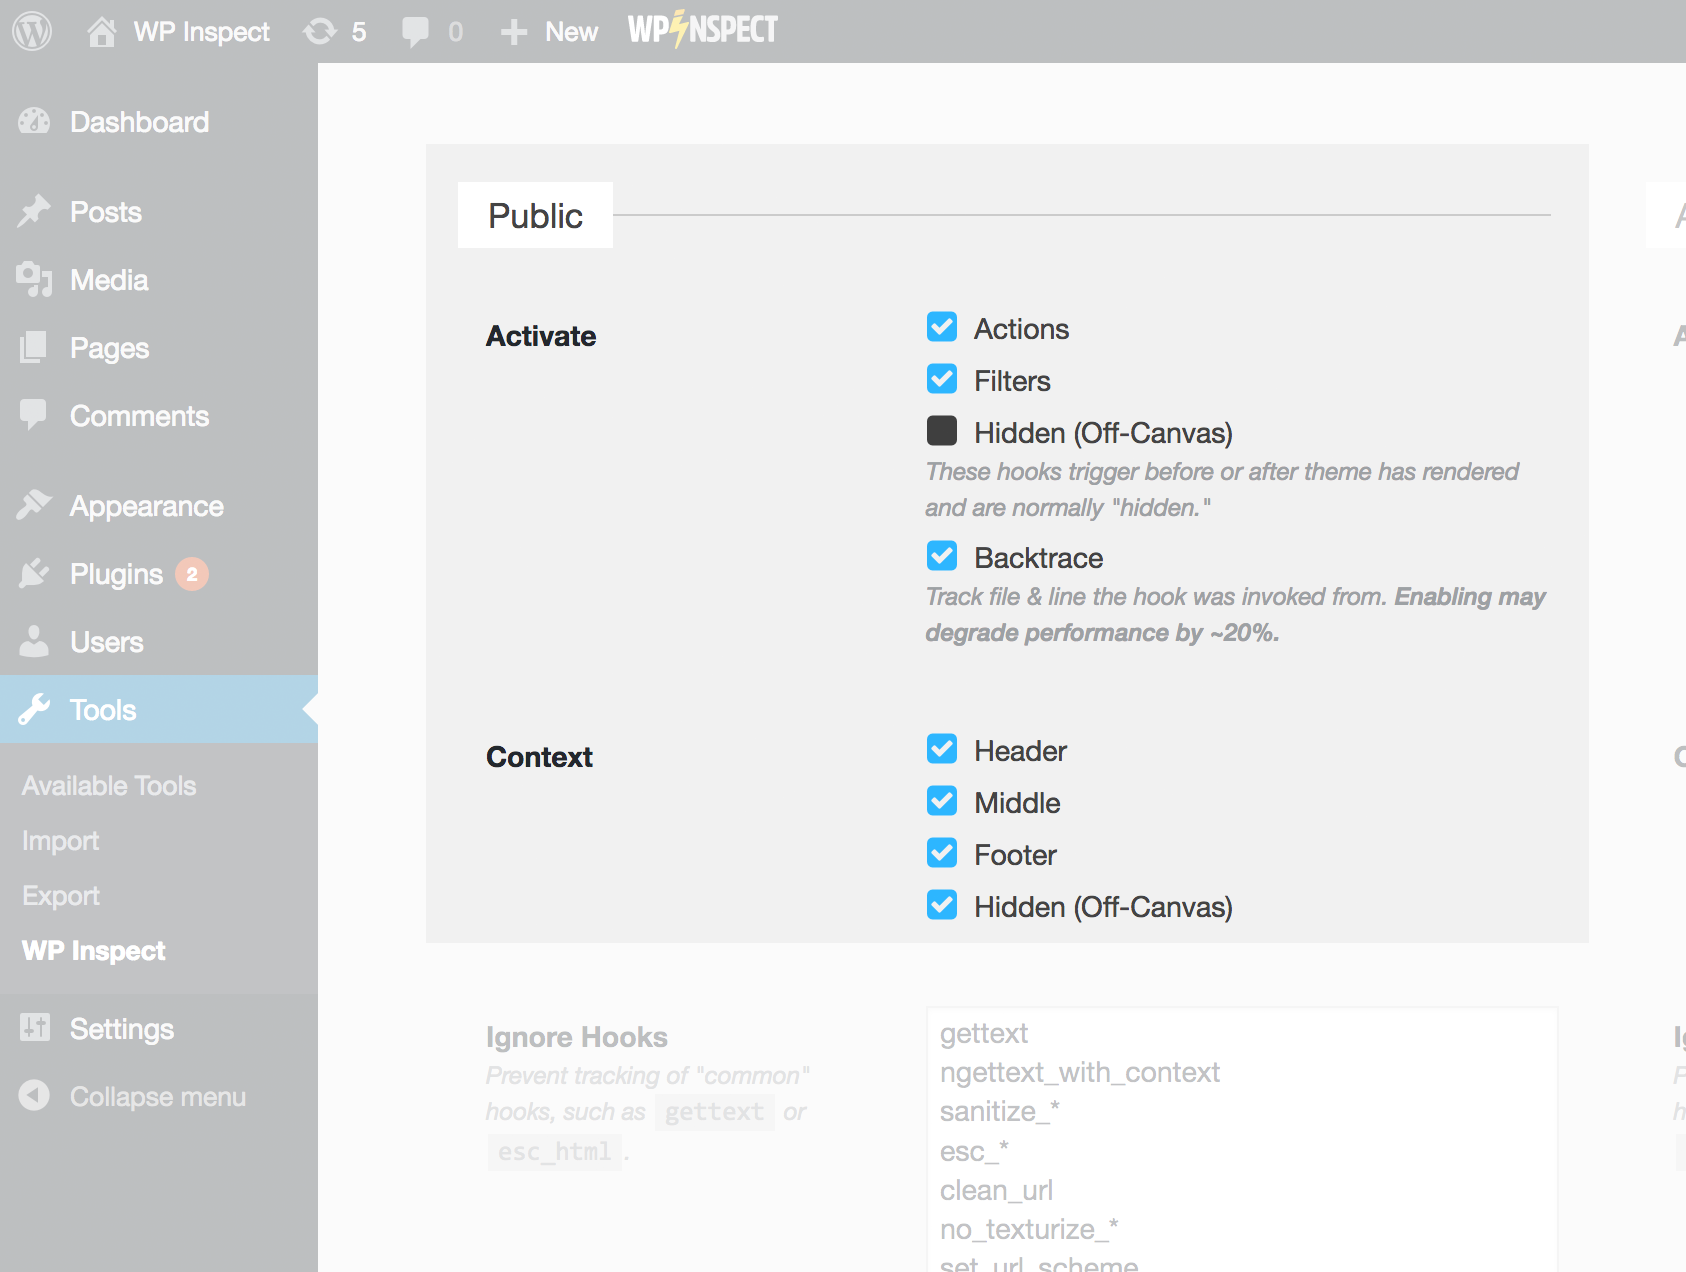 WP Inspect
5
0
New
WP INSPECT
Dashboard
Posts
Media
Pages
Comments
Appearance
Plugins 2
Users
Tools
Available Tools
Import
Export
WP Inspect
Settings
Collapse menu
Public
Activate
Actions
Filters
Hidden (Off-Canvas)
These hooks trigger before or after theme has rendered
and are normally "hidden."
Backtrace
Track file & line the hook was invoked from. Enabling may
degrade performance by ~20%.
Context
Header
Middle
Footer
Hidden (Off-Canvas)
Ignore Hooks
Prevent tracking of "common"
hooks, such as gettext or
esc_html.
gettext
ngettext_with_context
sanitize_*
esc_*
clean_url
no_texturize_*
set_url_scheme